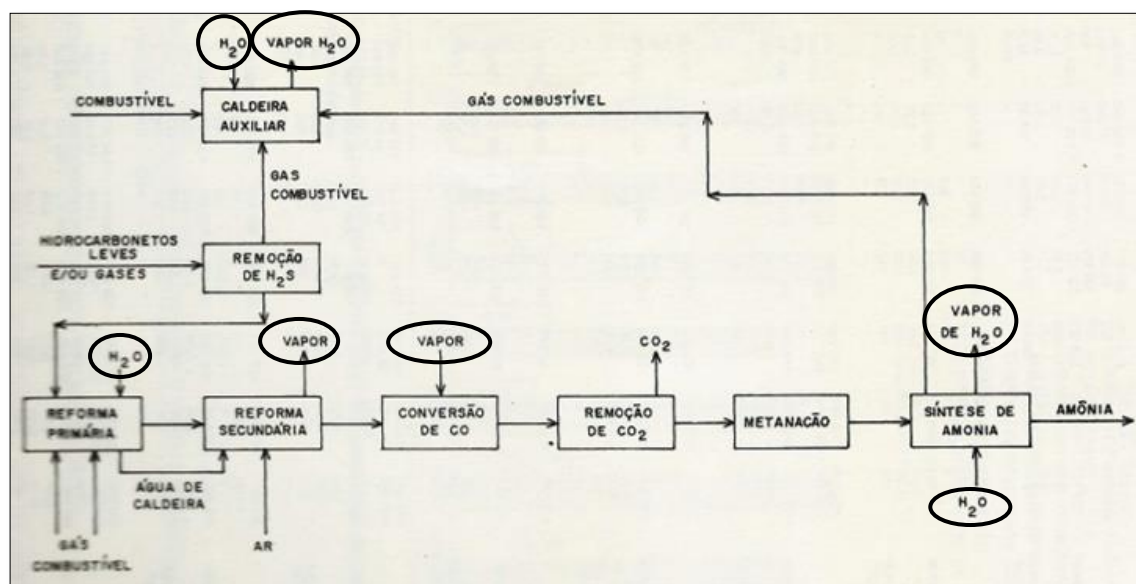 H2O
VAPOR H2O
COMBUSTÍVEL
CALDEIRA
AUXILIAR
GÁS COMBUSTÍVEL
GAS
COMBUSTÍVEL
HIDROCARBONETOS
LEVES
E/OU GASES
REMOÇÃO
DE H2S
H2O
VAPOR
VAPOR
CO2
VAPOR
DE H2O
REFORMA
PRIMÁRIA
REFORMA
SECUNDÁRIA
CONVERSÃO
DE CO
REMOÇÃO
DE CO2
METANACÃO
SÍNTESE DE
AMONIA
AMÔNIA
ÁGUA DE
CALDEIRA
H2O
GÁS
COMBUSTÍVEL
AR